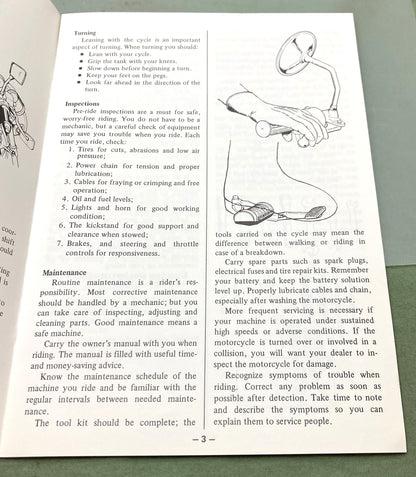 coor-
shift
ould
ing
l is
to
e
Turning
Leaning with the cycle is an important
aspect of turning. When turning you should:
● Lean with your cycle.
● Grip the tank with your knees.
● Slow down before beginning a turn.
● Keep your feet on the pegs.
● Look far ahead in the direction of the
turn.
Inspections
Pre-ride inspections are a must for safe,
worry-free riding. You do not have to be a
mechanic, but a careful check of equipment
may save you trouble when you ride. Each
time you ride, check:
1. Tires for cuts, abrasions and low air
pressure;
2. Power chain for tension and proper
lubrication;
3. Cables for fraying or crimping and free
operation;
4. Oil and fuel levels;
5. Lights and horn for good working
condition;
6. The kickstand for good support and
clearance when stowed;
7. Brakes, and steering and throttle
controls for responsiveness.
Maintenance
Routine maintenance is a rider's res-
ponsibility. Most corrective maintenance
should be handled by a mechanic; but you
can take care of inspecting, adjusting and
cleaning parts. Good maintenance means a
safe machine.
Carry the owner's manual with you when
riding. The manual is filled with useful time-
and money-saving advice.
Know the maintenance schedule of the
machine you ride and be familiar with the
regular intervals between needed mainte-
nance.
The tool kit should be complete; the
tools carried on the cycle may mean the
difference between walking or riding in
case of a breakdown.
Carry spare parts such as spark plugs,
electrical fuses and tire repair kits. Remember
your battery and keep the battery solution
level up. Properly lubricate cables and chain,
especially after washing the motorcycle.
More frequent servicing is necessary if
your machine is operated under sustained
high speeds or adverse conditions. If the
motorcycle is turned over or involved in a
collision, you will want your dealer to in-
spect the motorcycle for damage.
Recognize symptoms of trouble when
riding. Correct any problem as soon as
possible after detection. Take time to note
and describe the symptoms so you can
explain them to service people.
— 3 —